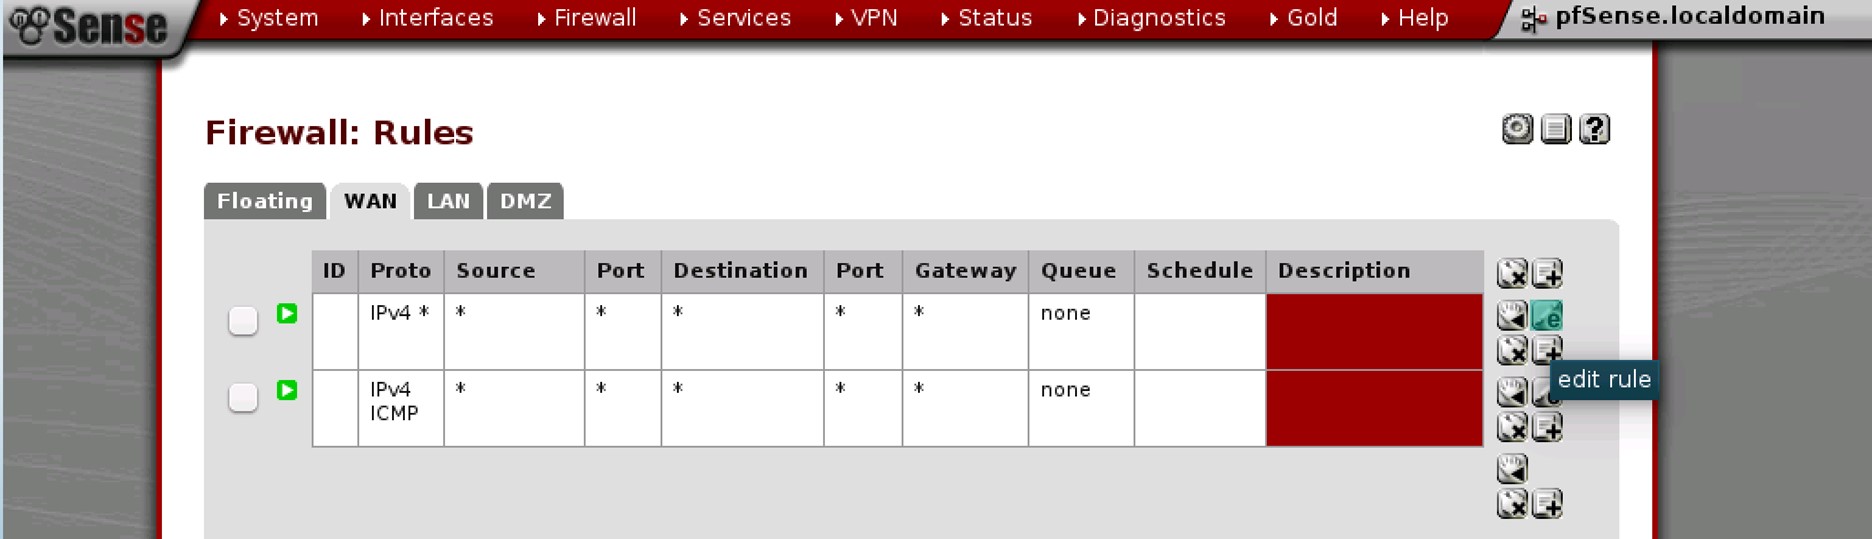 Sense System Interfaces Firewall Services VPN Status Diagnostics Gold Help pfSense.localdomain
Firewall: Rules
Floating WAN LAN DMZ
ID Proto Source Port Destination Port Gateway Queue Schedule Description
IPv4 * * * * * * none
edit rule
IPv4 * * * * * none
ICMP